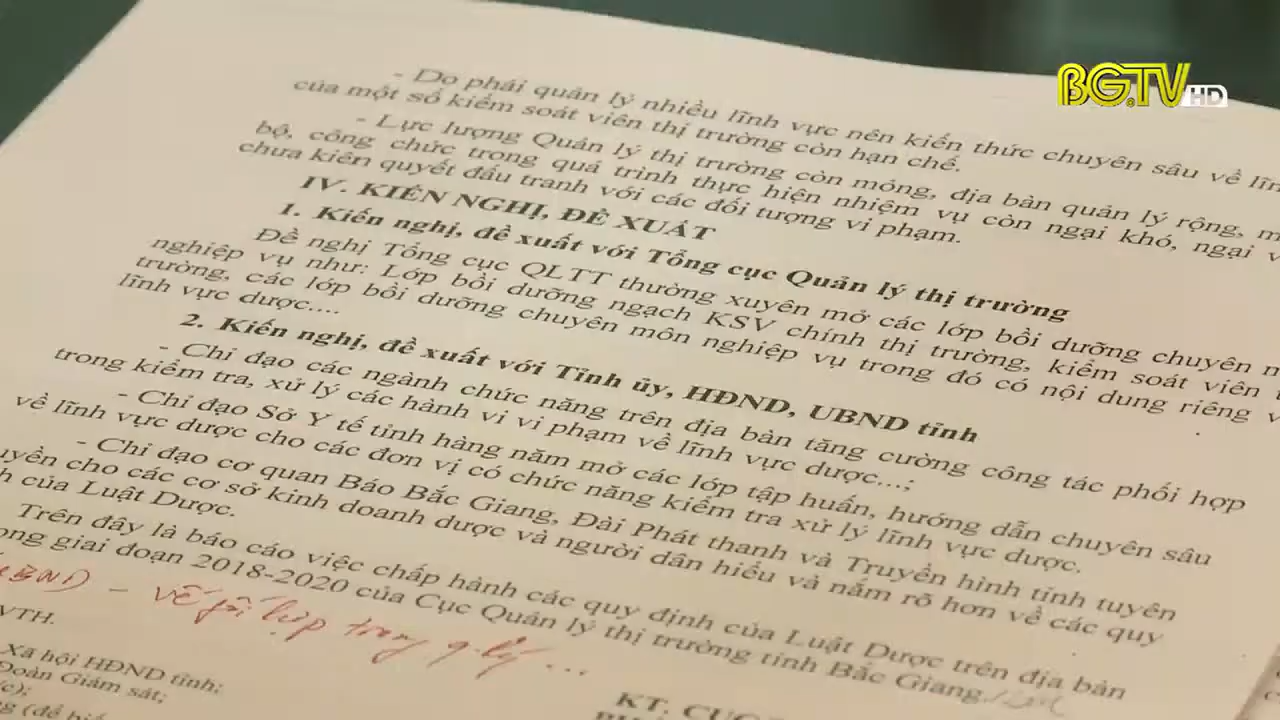 BGTV HD
- Do phải quản lý nhiều lĩnh vực nên kiến thức chuyên sâu về lĩn
của một số kiểm soát viên thị trường còn hạn chế.
- Lực lượng Quản lý thị trường còn mỏng, địa bàn quản lý rộng, m
bộ, công chức trong quá trình thực hiện nhiệm vụ còn ngại khó, ngại v
chưa kiên quyết đấu tranh với các đối tượng vi phạm.
IV. KIẾN NGHỊ, ĐỀ XUẤT
1. Kiến nghị, đề xuất với Tổng cục Quản lý thị trường
Đề nghị Tổng cục QLTT thường xuyên mở các lớp bồi dưỡng chuyên m
nghiệp vụ như: Lớp bồi dưỡng ngạch KSV chính thị trường, kiểm soát viên t
trường, các lớp bồi dưỡng chuyên môn nghiệp vụ trong đó có nội dung riêng v
lĩnh vực dược....
2. Kiến nghị, đề xuất với Tỉnh ủy, HĐND, UBND tỉnh
- Chỉ đạo các ngành chức năng trên địa bàn tăng cường công tác phối hợp
trong kiểm tra, xử lý các hành vi vi phạm về lĩnh vực dược...;
- Chỉ đạo Sở Y tế tỉnh hàng năm mở các lớp tập huấn, hướng dẫn chuyên sâu
về lĩnh vực dược cho các đơn vị có chức năng kiểm tra xử lý lĩnh vực dược.
- Chỉ đạo cơ quan Báo Bắc Giang, Đài Phát thanh và Truyền hình tỉnh tuyên
uyền cho các cơ sở kinh doanh dược và người dân hiểu và nắm rõ hơn về các quy
h của Luật Dược.
Trên đây là báo cáo việc chấp hành các quy định của Luật Dược trên địa bàn
ong giai đoạn 2018-2020 của Cục Quản lý thị trường tỉnh Bắc Giang./.
BND) - về phối hợp trong q.lý ...
VTH.
Xã hội HĐND tỉnh;
Đoàn Giám sát;
c);
g (để
KT. CỤC